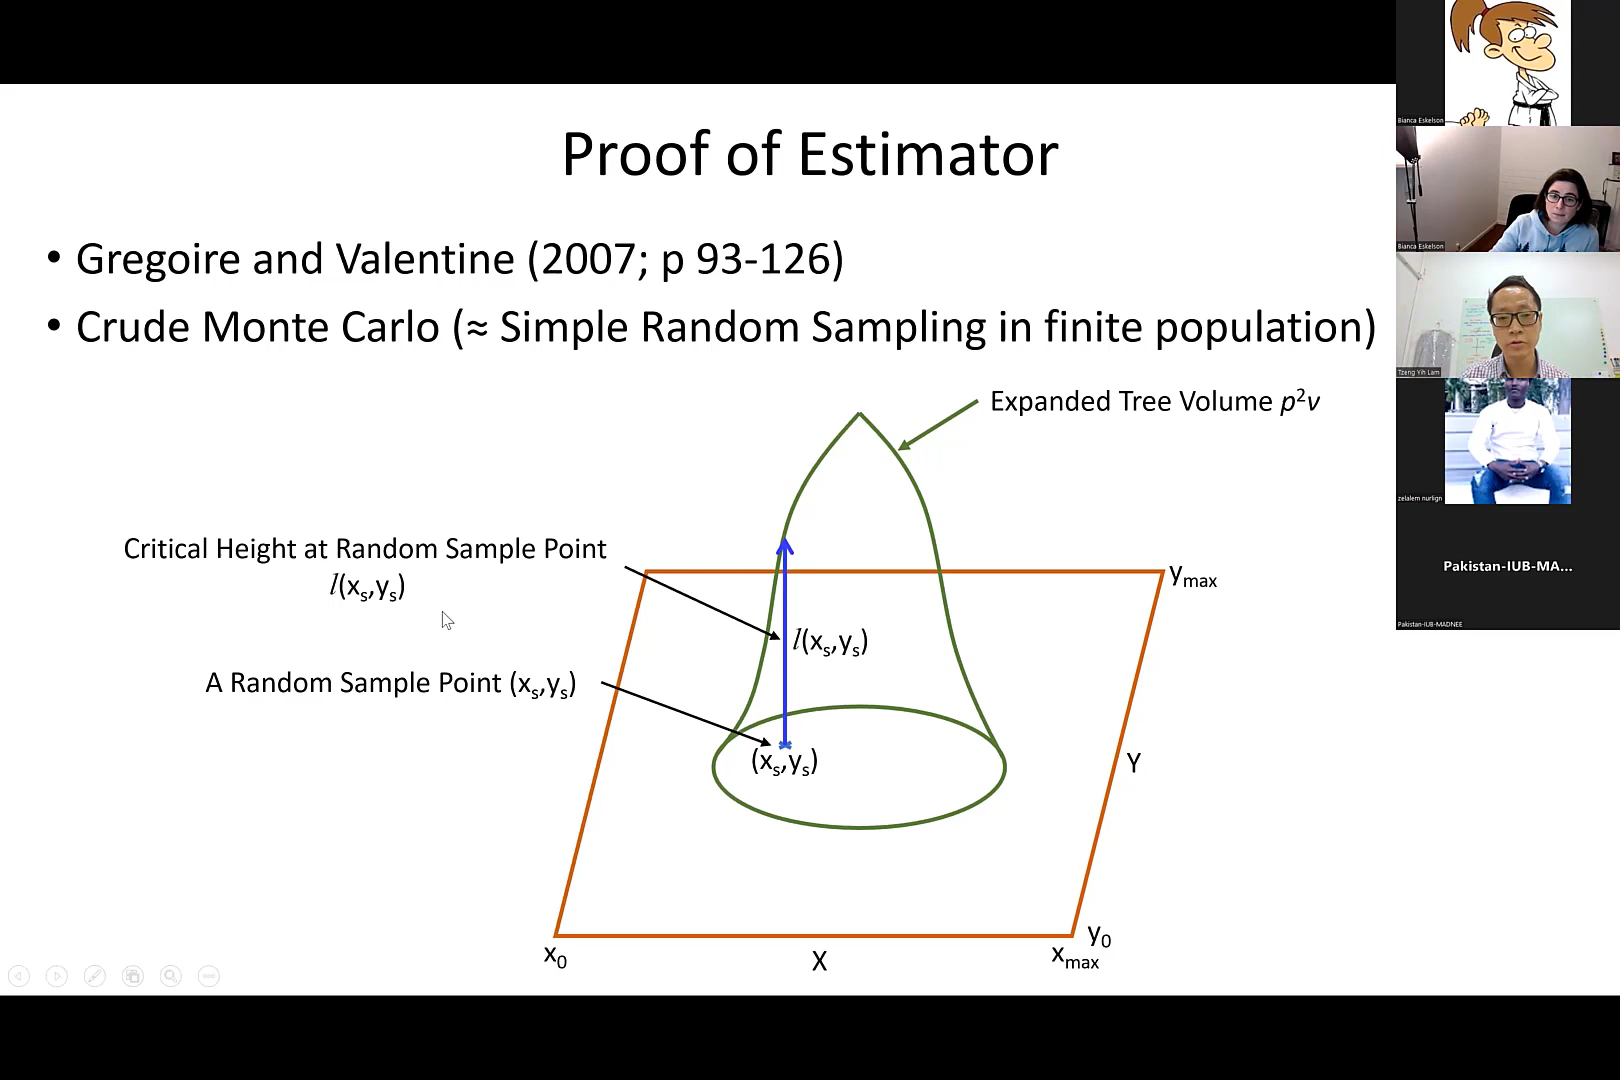 Proof of Estimator
• Gregoire and Valentine (2007; p 93-126)
• Crude Monte Carlo (≈ Simple Random Sampling in finite population)
Expanded Tree Volume p²v
Critical Height at Random Sample Point
l(xₛ,yₛ)
yₘₐₓ
l(xₛ,yₛ)
A Random Sample Point (xₛ,yₛ)
(xₛ,yₛ)
Y
y₀
x₀
X
xₘₐₓ
Bianca Eskelson
Bianca Eskelson
Tzeng Yih Lam
zelalem nurlign
Pakistan-IUB-MA...
Pakistan-IUB-MADNEE